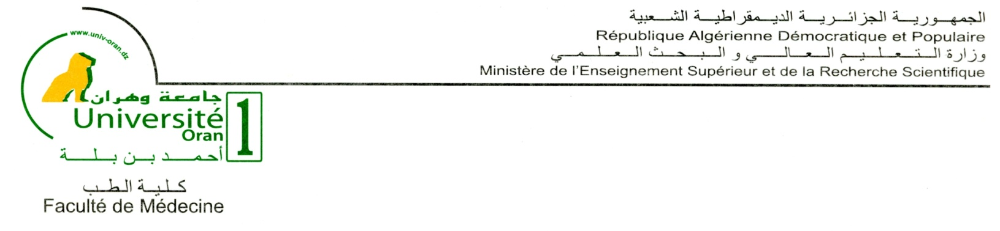 الجمهورية الجزائرية الديمقراطية الشعبية
République Algérienne Démocratique et Populaire
وزارة التعليم العالي و البحث العلمي
Ministère de l'Enseignement Supérieur et de la Recherche Scientifique
www.univ-oran.dz
جامعة وهران
Université
Oran
1
أحمد بن بلة
كلية الطب
Faculté de Médecine